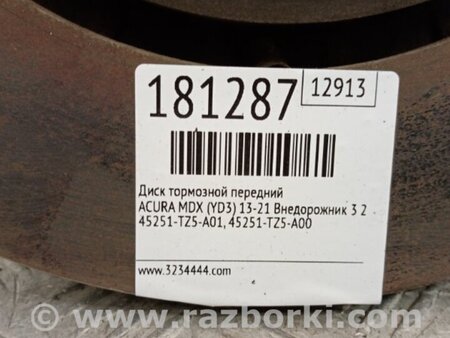 181287
12913
Диск тормозной передний
ACURA MDX (YD3) 13-21 Внедорожник 3 2
45251-TZ5-A01, 45251-TZ5-A00
www.3234444.com
© www.razborki.com